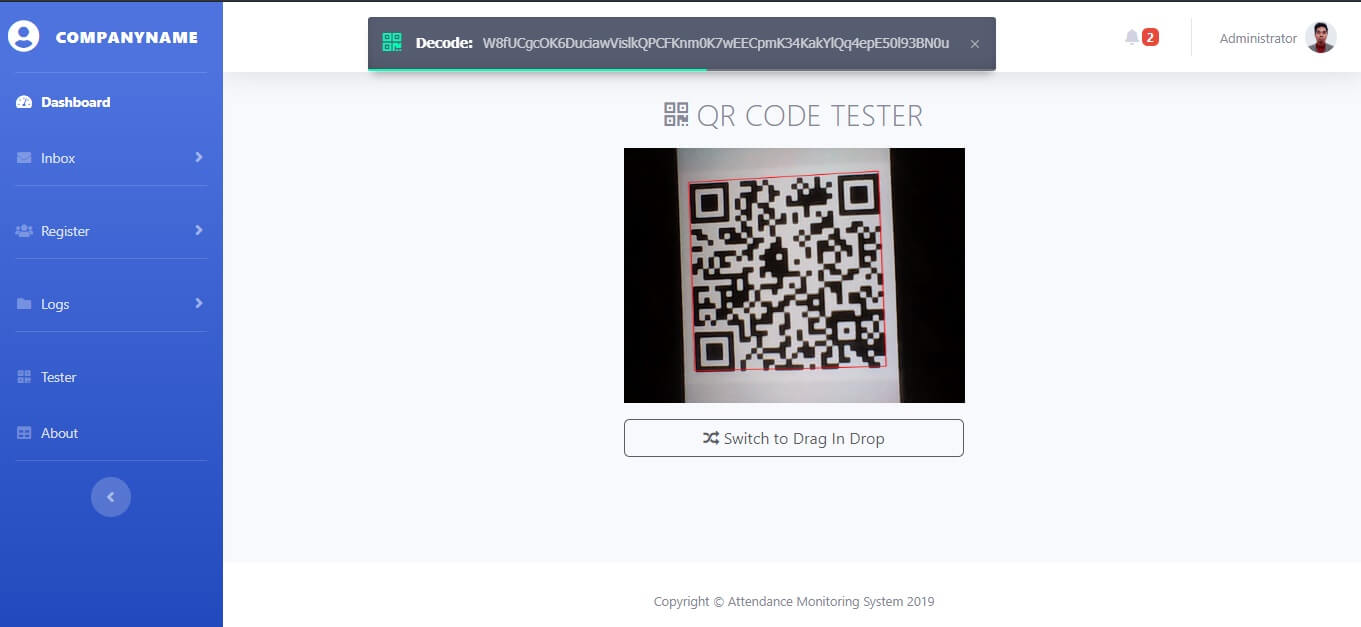 COMPANYNAME
Dashboard
Inbox
Register
Logs
Tester
About
Decode: W8fUCgcOK6DuciawVislkQPCFKnm0K7wEECpmK34KakYlQq4epE50l93BN0u ×
2
Administrator
QR CODE TESTER
Switch to Drag In Drop
Copyright © Attendance Monitoring System 2019